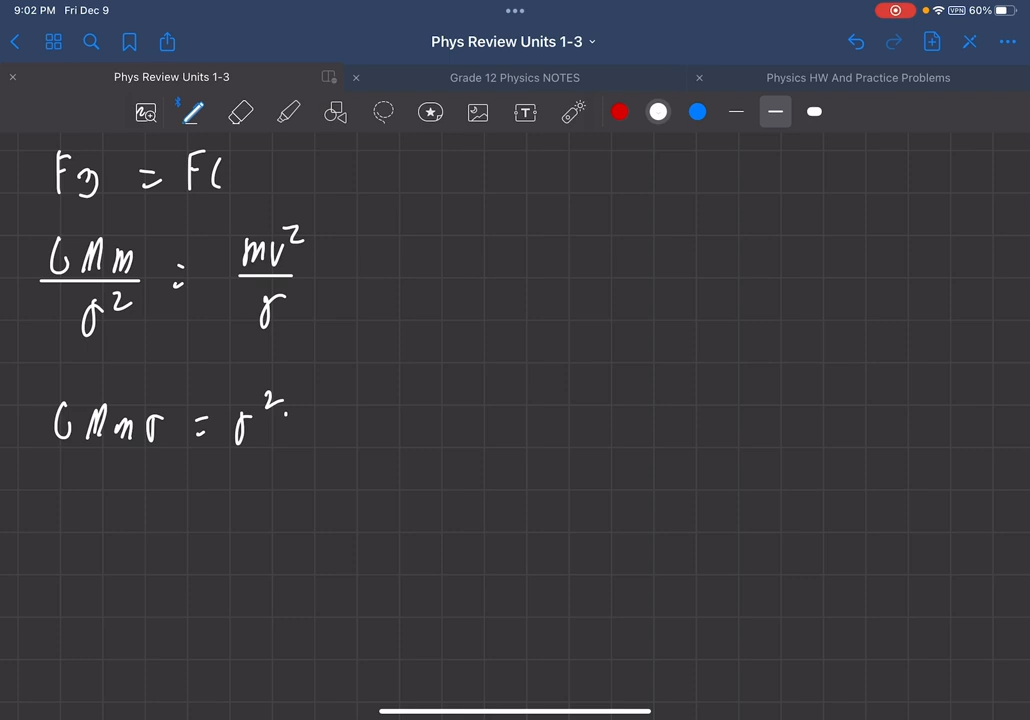 9:02 PM Fri Dec 9 VPN 60%
Phys Review Units 1-3
Phys Review Units 1-3 Grade 12 Physics NOTES Physics HW And Practice Problems
T
Fg = FC
GMm/r² = mv²/r
GMmr = r²